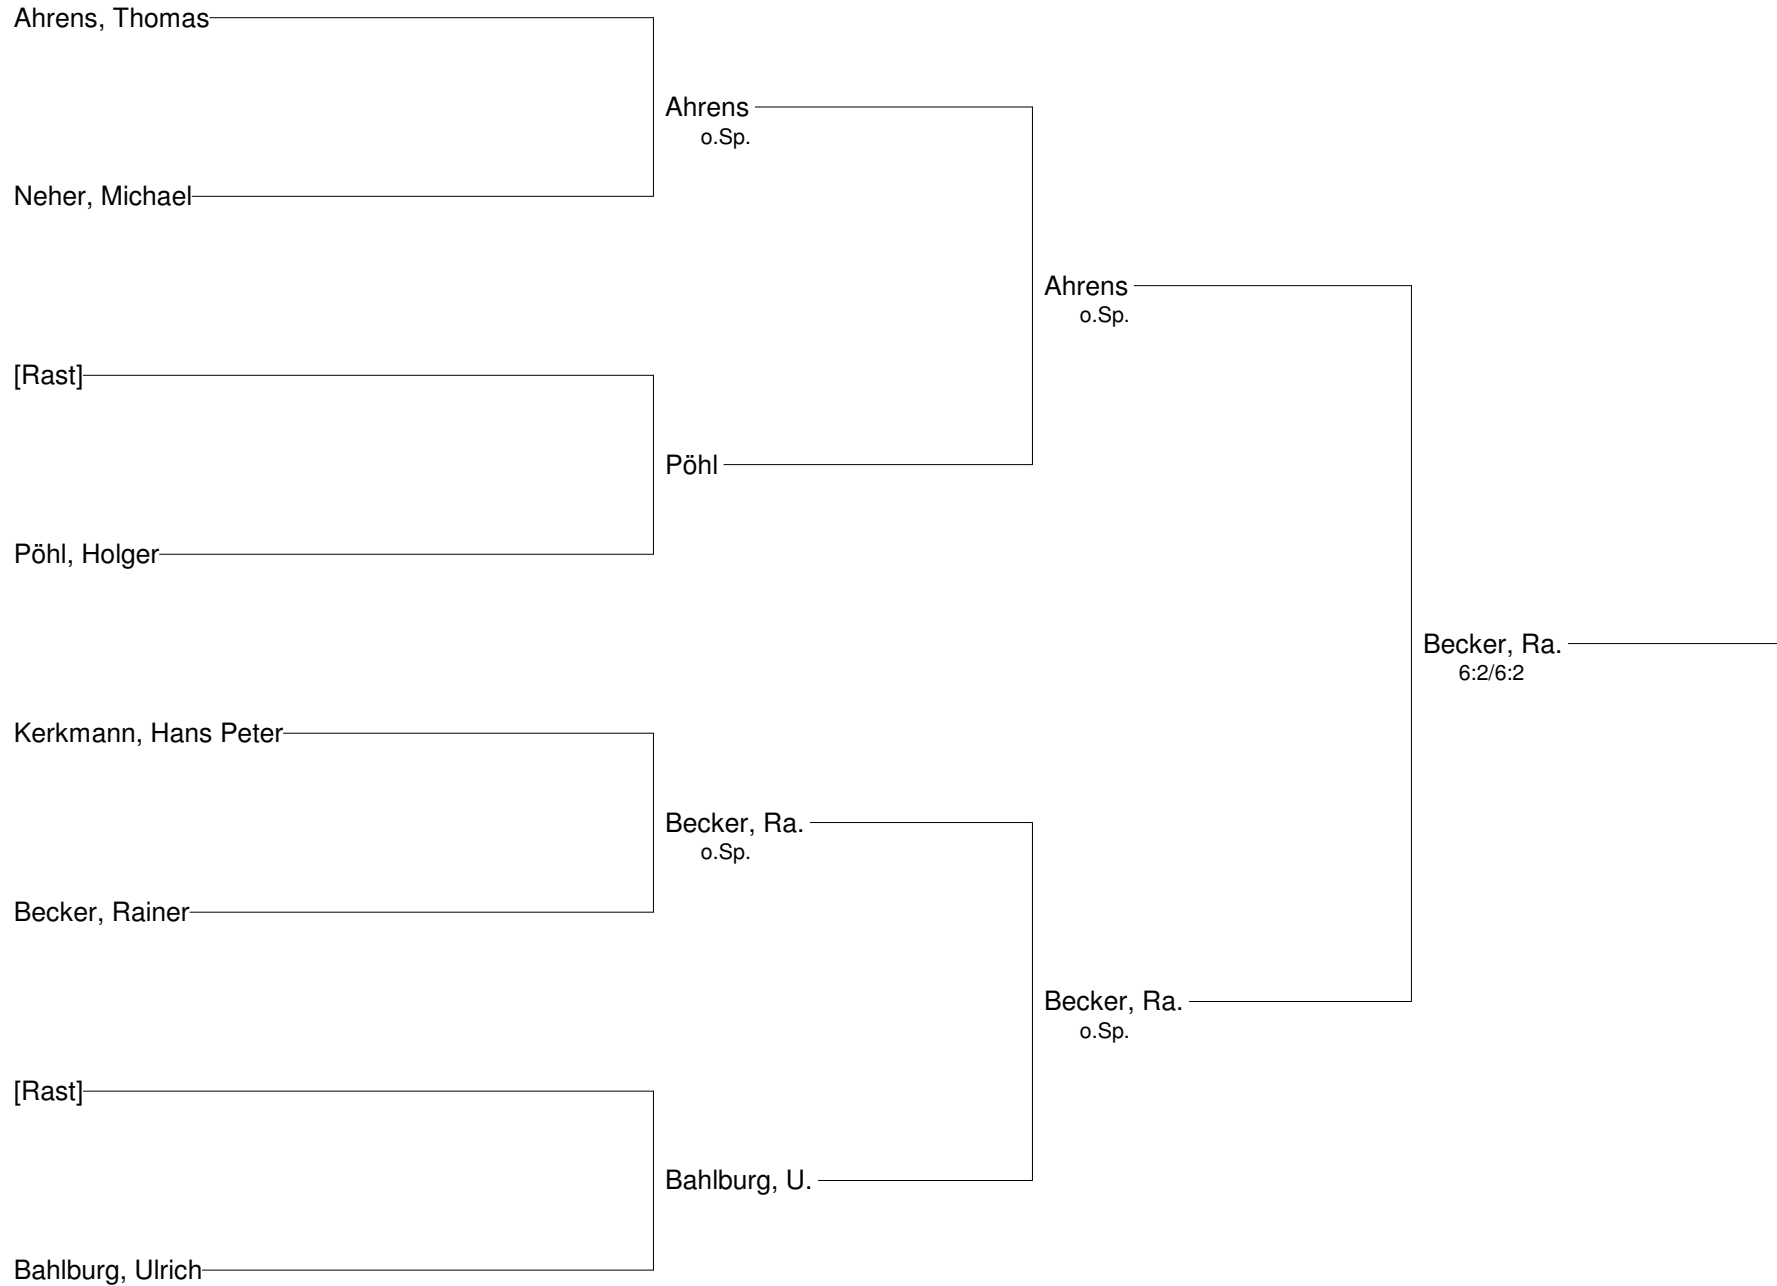 Ahrens, Thomas
Ahrens
o.Sp.
Neher, Michael
Ahrens
o.Sp.
[Rast]
Pöhl
Pöhl, Holger
Becker, Ra.
6:2/6:2
Kerkmann, Hans Peter
Becker, Ra.
o.Sp.
Becker, Rainer
Becker, Ra.
o.Sp.
[Rast]
Bahlburg, U.
Bahlburg, Ulrich